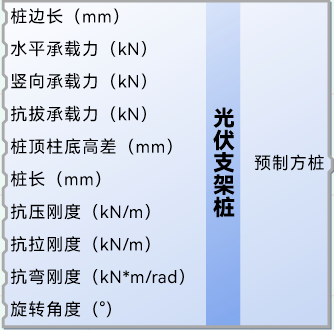 桩边长（mm）
水平承载力（kN）
竖向承载力（kN）
抗拔承载力（kN）
桩顶柱底高差（mm）
桩长（mm）
抗压刚度（kN/m）
抗拉刚度（kN/m）
抗弯刚度（kN*m/rad）
旋转角度（°）
光伏支架桩
预制方桩